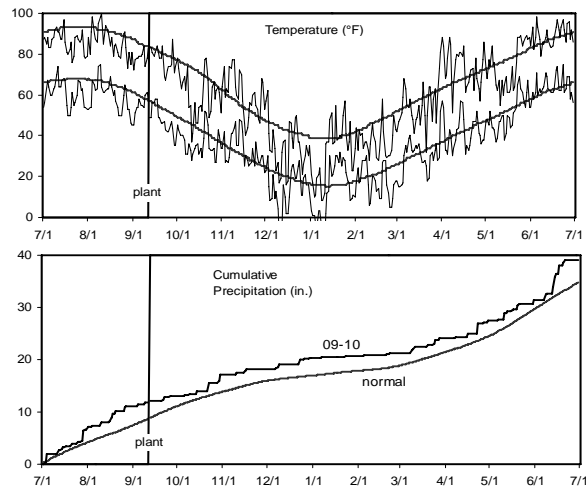 Temperature (°F)
100
80
60
40
20
0
plant
7/1 8/1 9/1 10/1 11/1 12/1 1/1 2/1 3/1 4/1 5/1 6/1 7/1
Cumulative
Precipitation (in.)
40
30
20
10
0
09-10
normal
plant
7/1 8/1 9/1 10/1 11/1 12/1 1/1 2/1 3/1 4/1 5/1 6/1 7/1